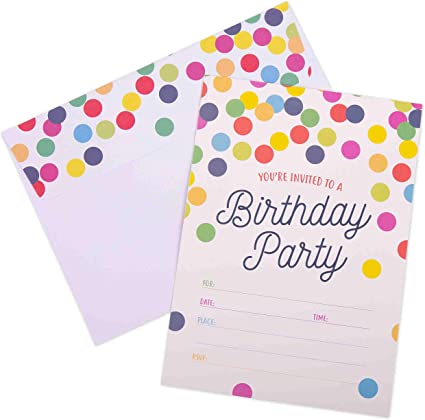 YOU'RE INVITED TO A
Birthday
Party
FOR:
DATE: TIME:
PLACE:
RSVP: